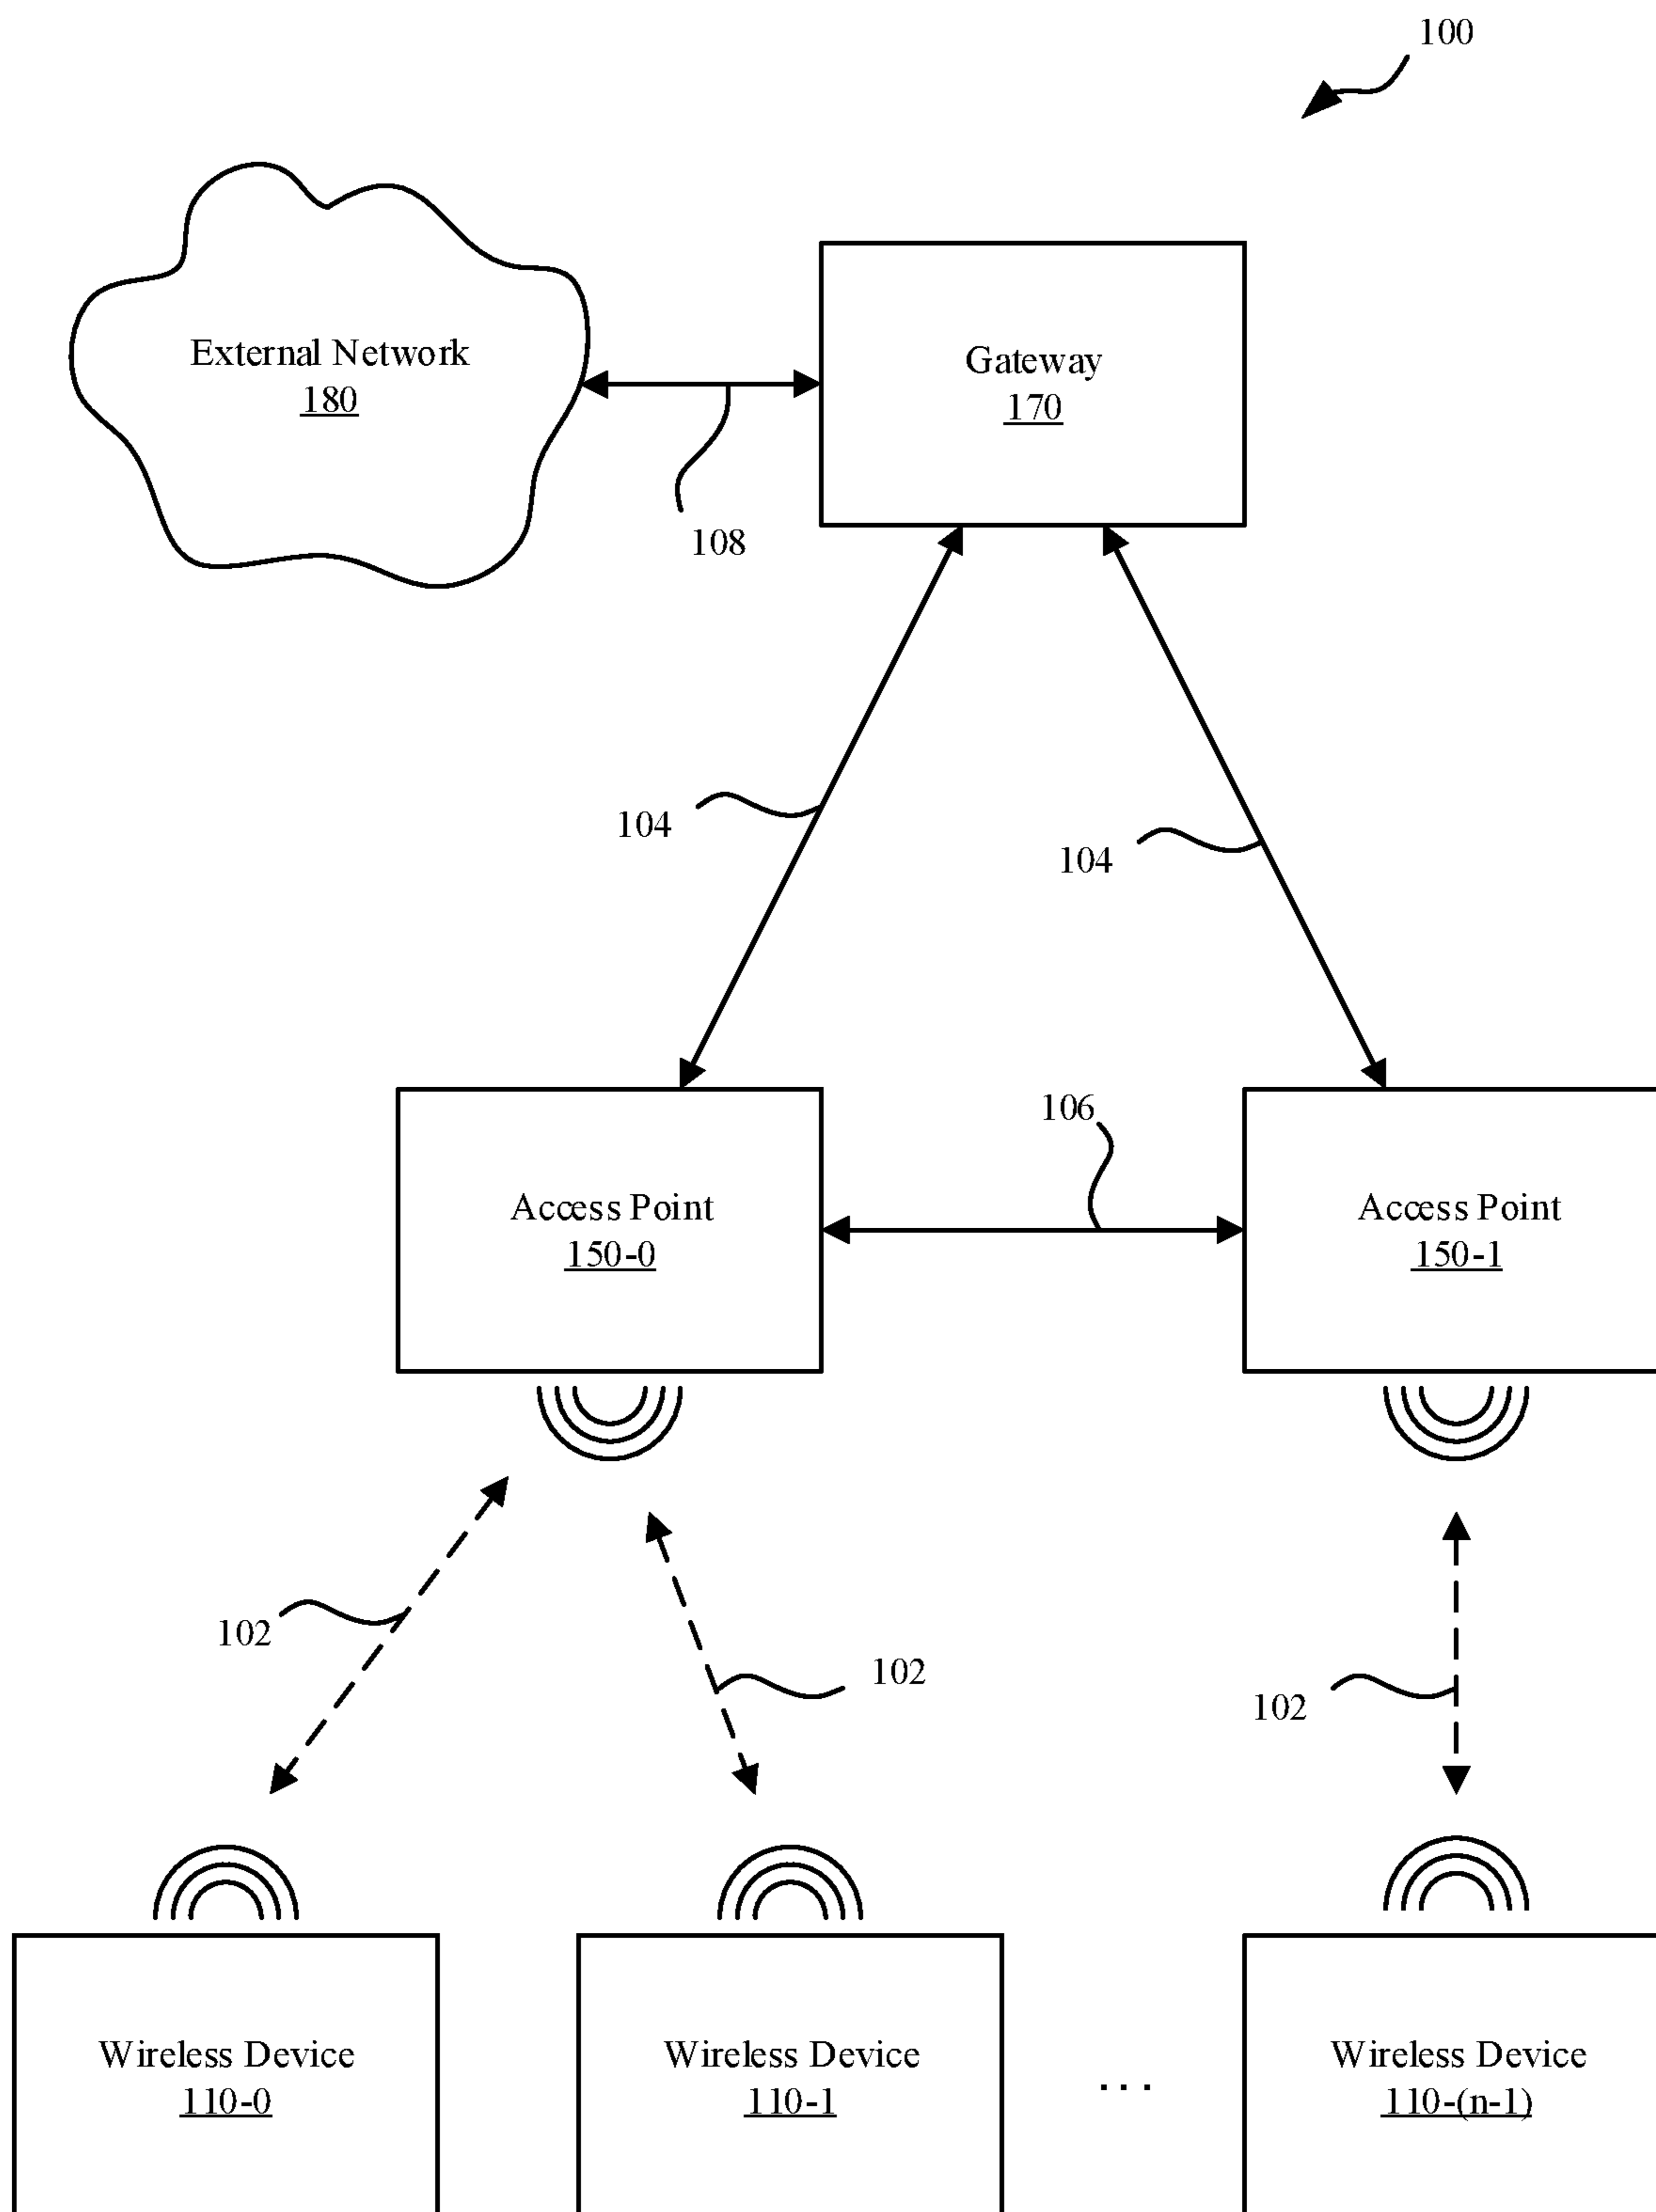 100
External Network
180
Gateway
170
108
104
104
106
Access Point
150-0
Access Point
150-1
102
102
102
Wireless Device
110-0
Wireless Device
110-1
...
Wireless Device
110-(n-1)